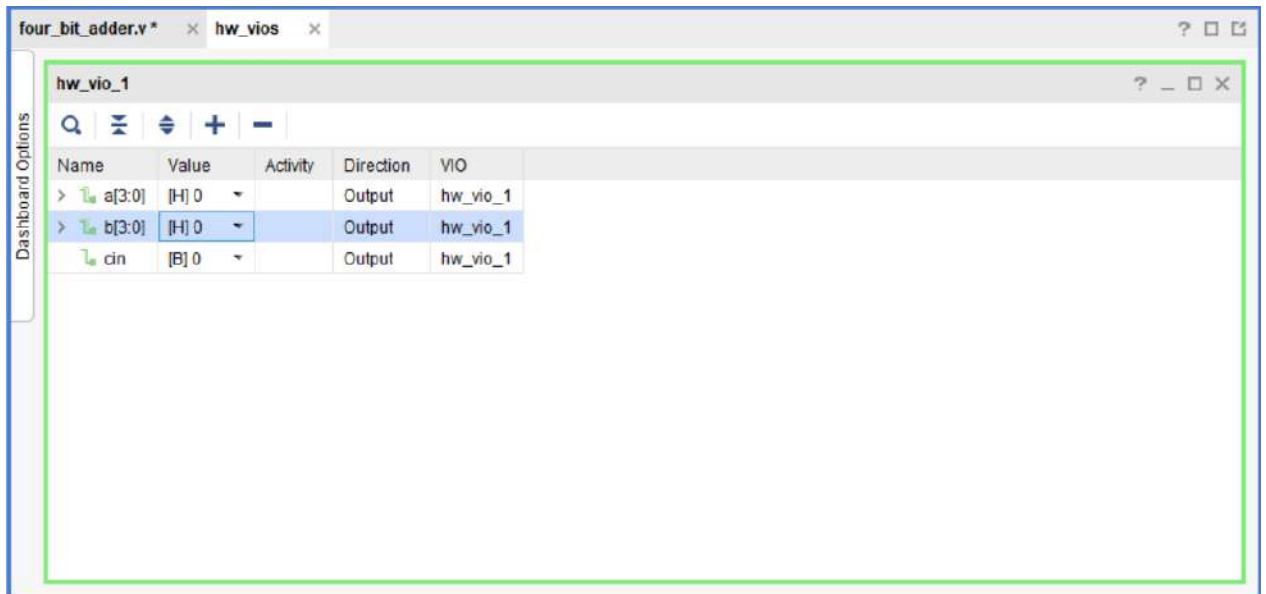 four_bit_adder.v * × hw_vios ×
?
Dashboard Options
hw_vio_1
?
Name Value Activity Direction VIO
> a[3:0] [H] 0 Output hw_vio_1
> b[3:0] [H] 0 Output hw_vio_1
cin [B] 0 Output hw_vio_1